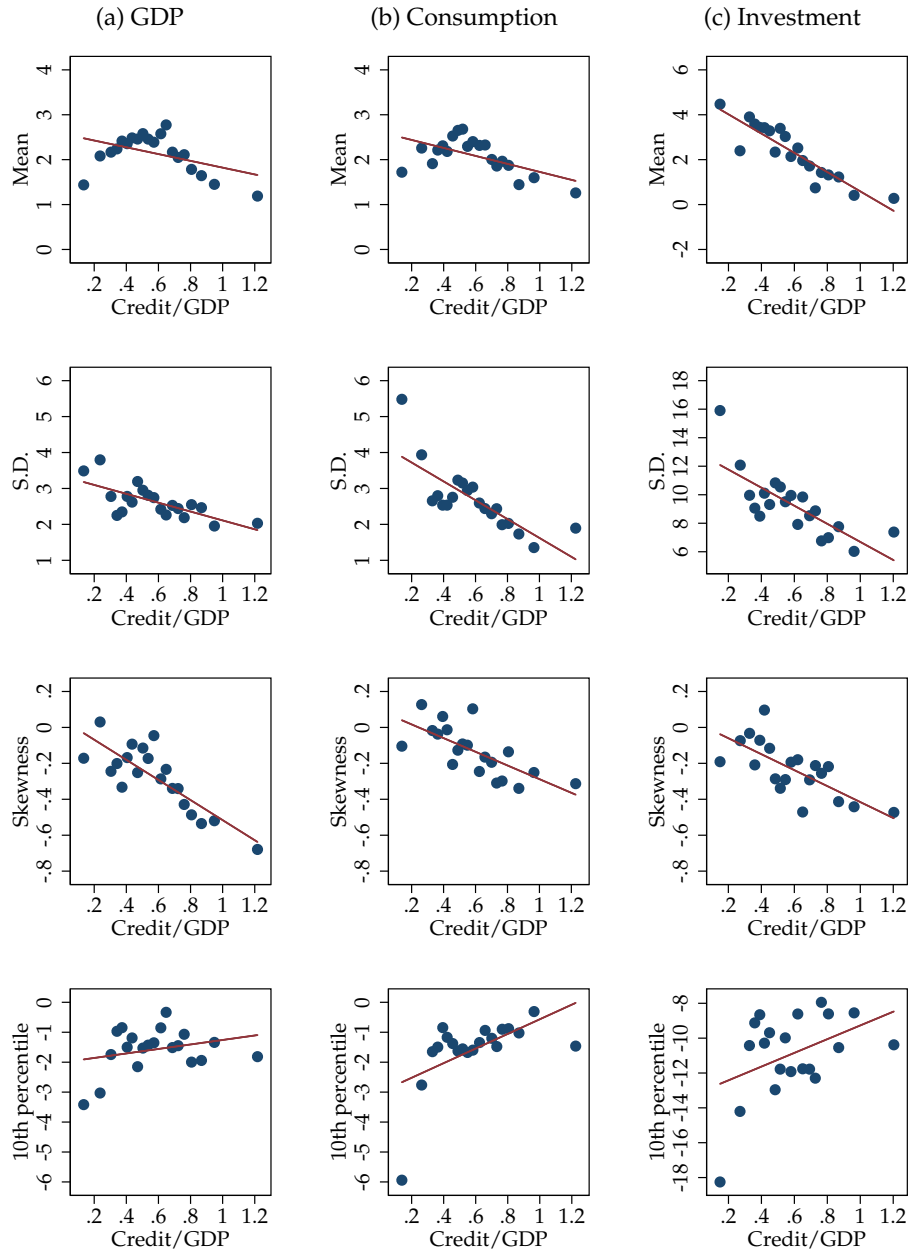 (a) GDP
(b) Consumption
(c) Investment
Mean
0 1 2 3 4
.2 .4 .6 .8 1 1.2
Credit/GDP
Mean
0 1 2 3 4
.2 .4 .6 .8 1 1.2
Credit/GDP
Mean
-2 0 2 4 6
.2 .4 .6 .8 1 1.2
Credit/GDP
S.D.
1 2 3 4 5 6
.2 .4 .6 .8 1 1.2
Credit/GDP
S.D.
1 2 3 4 5 6
.2 .4 .6 .8 1 1.2
Credit/GDP
S.D.
6 8 10 12 14 16 18
.2 .4 .6 .8 1 1.2
Credit/GDP
Skewness
-.8 -.6 -.4 -.2 0 .2
.2 .4 .6 .8 1 1.2
Credit/GDP
Skewness
-.8 -.6 -.4 -.2 0 .2
.2 .4 .6 .8 1 1.2
Credit/GDP
Skewness
-.8 -.6 -.4 -.2 0 .2
.2 .4 .6 .8 1 1.2
Credit/GDP
10th percentile
-6 -5 -4 -3 -2 -1 0
.2 .4 .6 .8 1 1.2
Credit/GDP
10th percentile
-6 -5 -4 -3 -2 -1 0
.2 .4 .6 .8 1 1.2
Credit/GDP
10th percentile
-18 -16 -14 -12 -10 -8
.2 .4 .6 .8 1 1.2
Credit/GDP